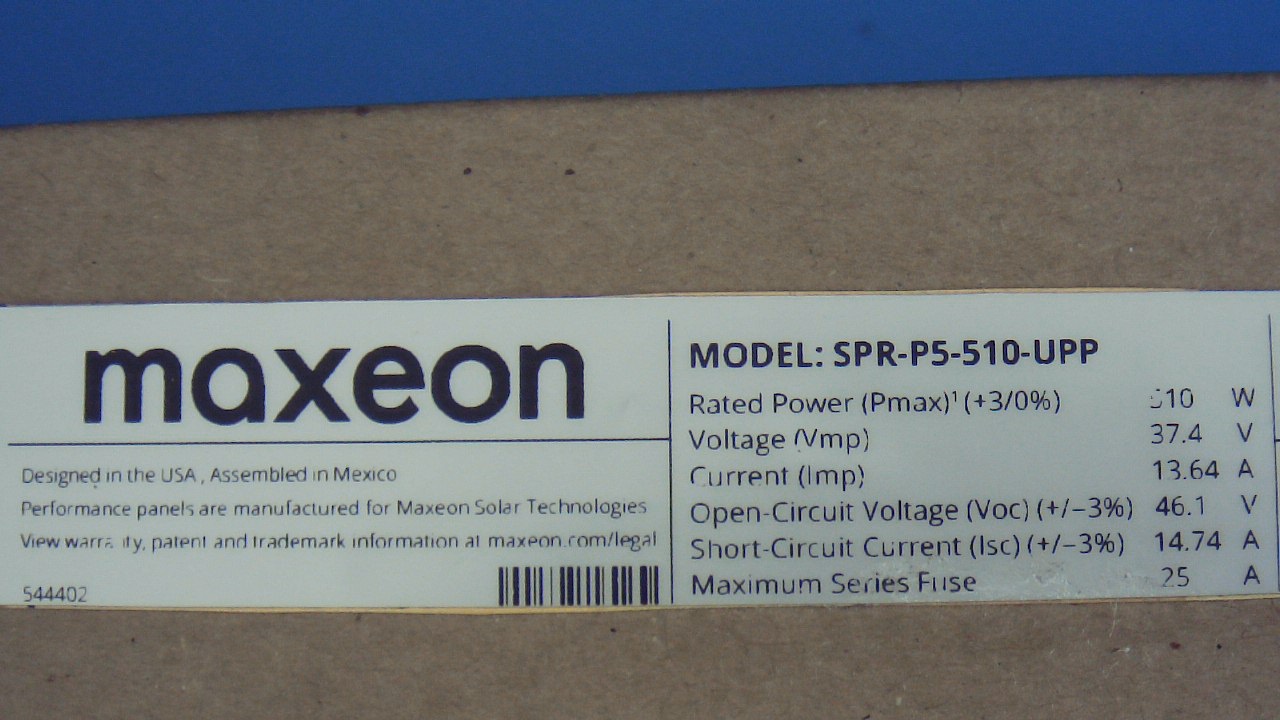 maxeon
Designed in the USA , Assembled in Mexico
Performance panels are manufactured for Maxeon Solar Technologies
View warranty, patent and trademark information at maxeon.com/legal
544402
MODEL: SPR-P5-510-UPP
Rated Power (Pmax)¹ (+3/0%) 510 W
Voltage (Vmp) 37.4 V
Current (Imp) 13.64 A
Open-Circuit Voltage (Voc) (+/−3%) 46.1 V
Short-Circuit Current (Isc) (+/−3%) 14.74 A
Maximum Series Fuse 25 A